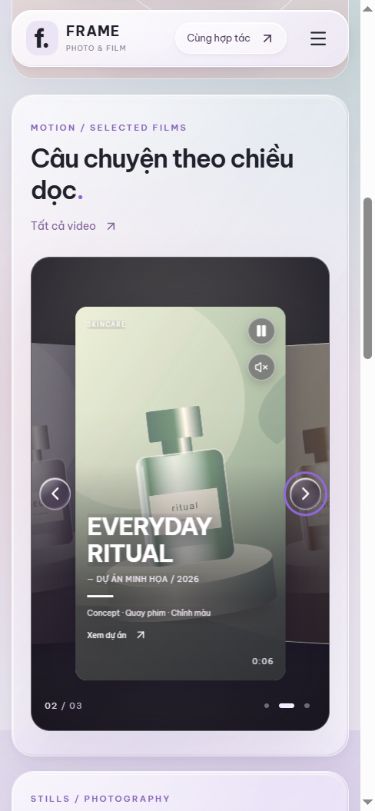 f.
FRAME
PHOTO & FILM
Cùng hợp tác
MOTION / SELECTED FILMS
Câu chuyện theo chiều
dọc.
Tất cả video
SKINCARE
ritual
EVERYDAY
RITUAL
— DỰ ÁN MINH HỌA / 2026
Concept · Quay phim · Chỉnh màu
Xem dự án
0:06
02 / 03
STILLS / PHOTOGRAPHY